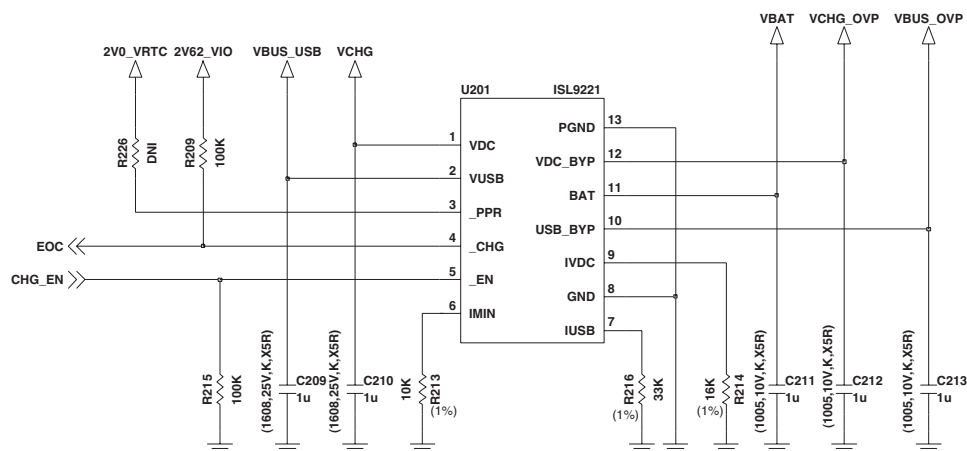 VBAT VCHG_OVP VBUS_OVP
2V0_VRTC 2V62_VIO VBUS_USB VCHG
U201 ISL9221
1 VDC
2 VUSB
3 _PPR
4 _CHG
5 _EN
6 IMIN
PGND 13
VDC_BYP 12
BAT 11
USB_BYP 10
IVDC 9
GND 8
IUSB 7
R226 DNI
R209 100K
EOC
CHG_EN
R215 100K
(1608,25V,K,X5R)
C209
1u
(1608,25V,K,X5R)
C210
1u
10K R213
(1%)
R216 33K
(1%)
16K R214
(1%)
(1005,10V,K,X5R)
C211
1u
(1005,10V,K,X5R)
C212
1u
(1005,10V,K,X5R)
C213
1u